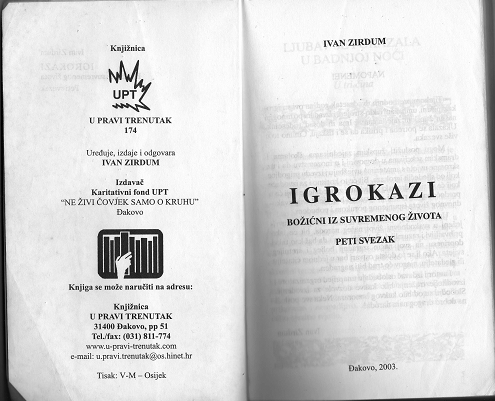 Knjižnica
UPT
U PRAVI TRENUTAK
174
Uređuje, izdaje i odgovara
IVAN ZIRDUM
Izdavač
Karitativni fond UPT
“NE ŽIVI ČOVJEK SAMO O KRUHU”
Đakovo
Knjiga se može naručiti na adresu:
Knjižnica
U PRAVI TRENUTAK
31400 Đakovo, pp 51
Tel./fax: (031) 811-774
www.u-pravi-trenutak.com
e-mail: u.pravi.trenutak@os.hinet.hr
Tisak: V-M – Osijek
IVAN ZIRDUM
IGROKAZI
BOŽIĆNI IZ SUVREMENOG ŽIVOTA
PETI SVEZAK
Đakovo, 2003.